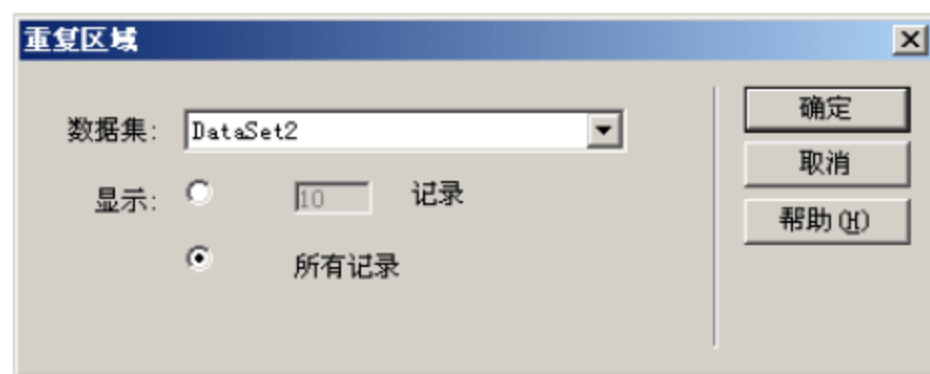 重复区域
数据集: DataSet2
显示: 10 记录
所有记录
确定
取消
帮助(H)